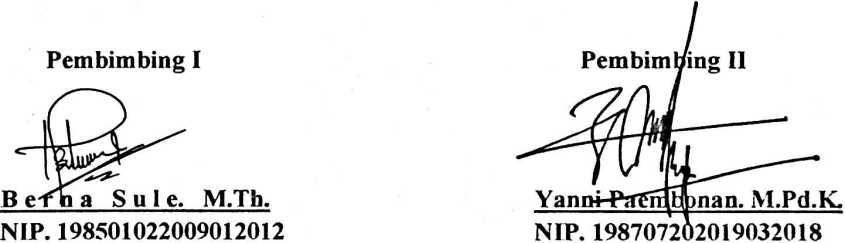 Pembimbing I
Berna Sule. M.Th.
NIP. 198501022009012012
Pembimbing II
Yanni Paembonan. M.Pd.K.
NIP. 198707202019032018